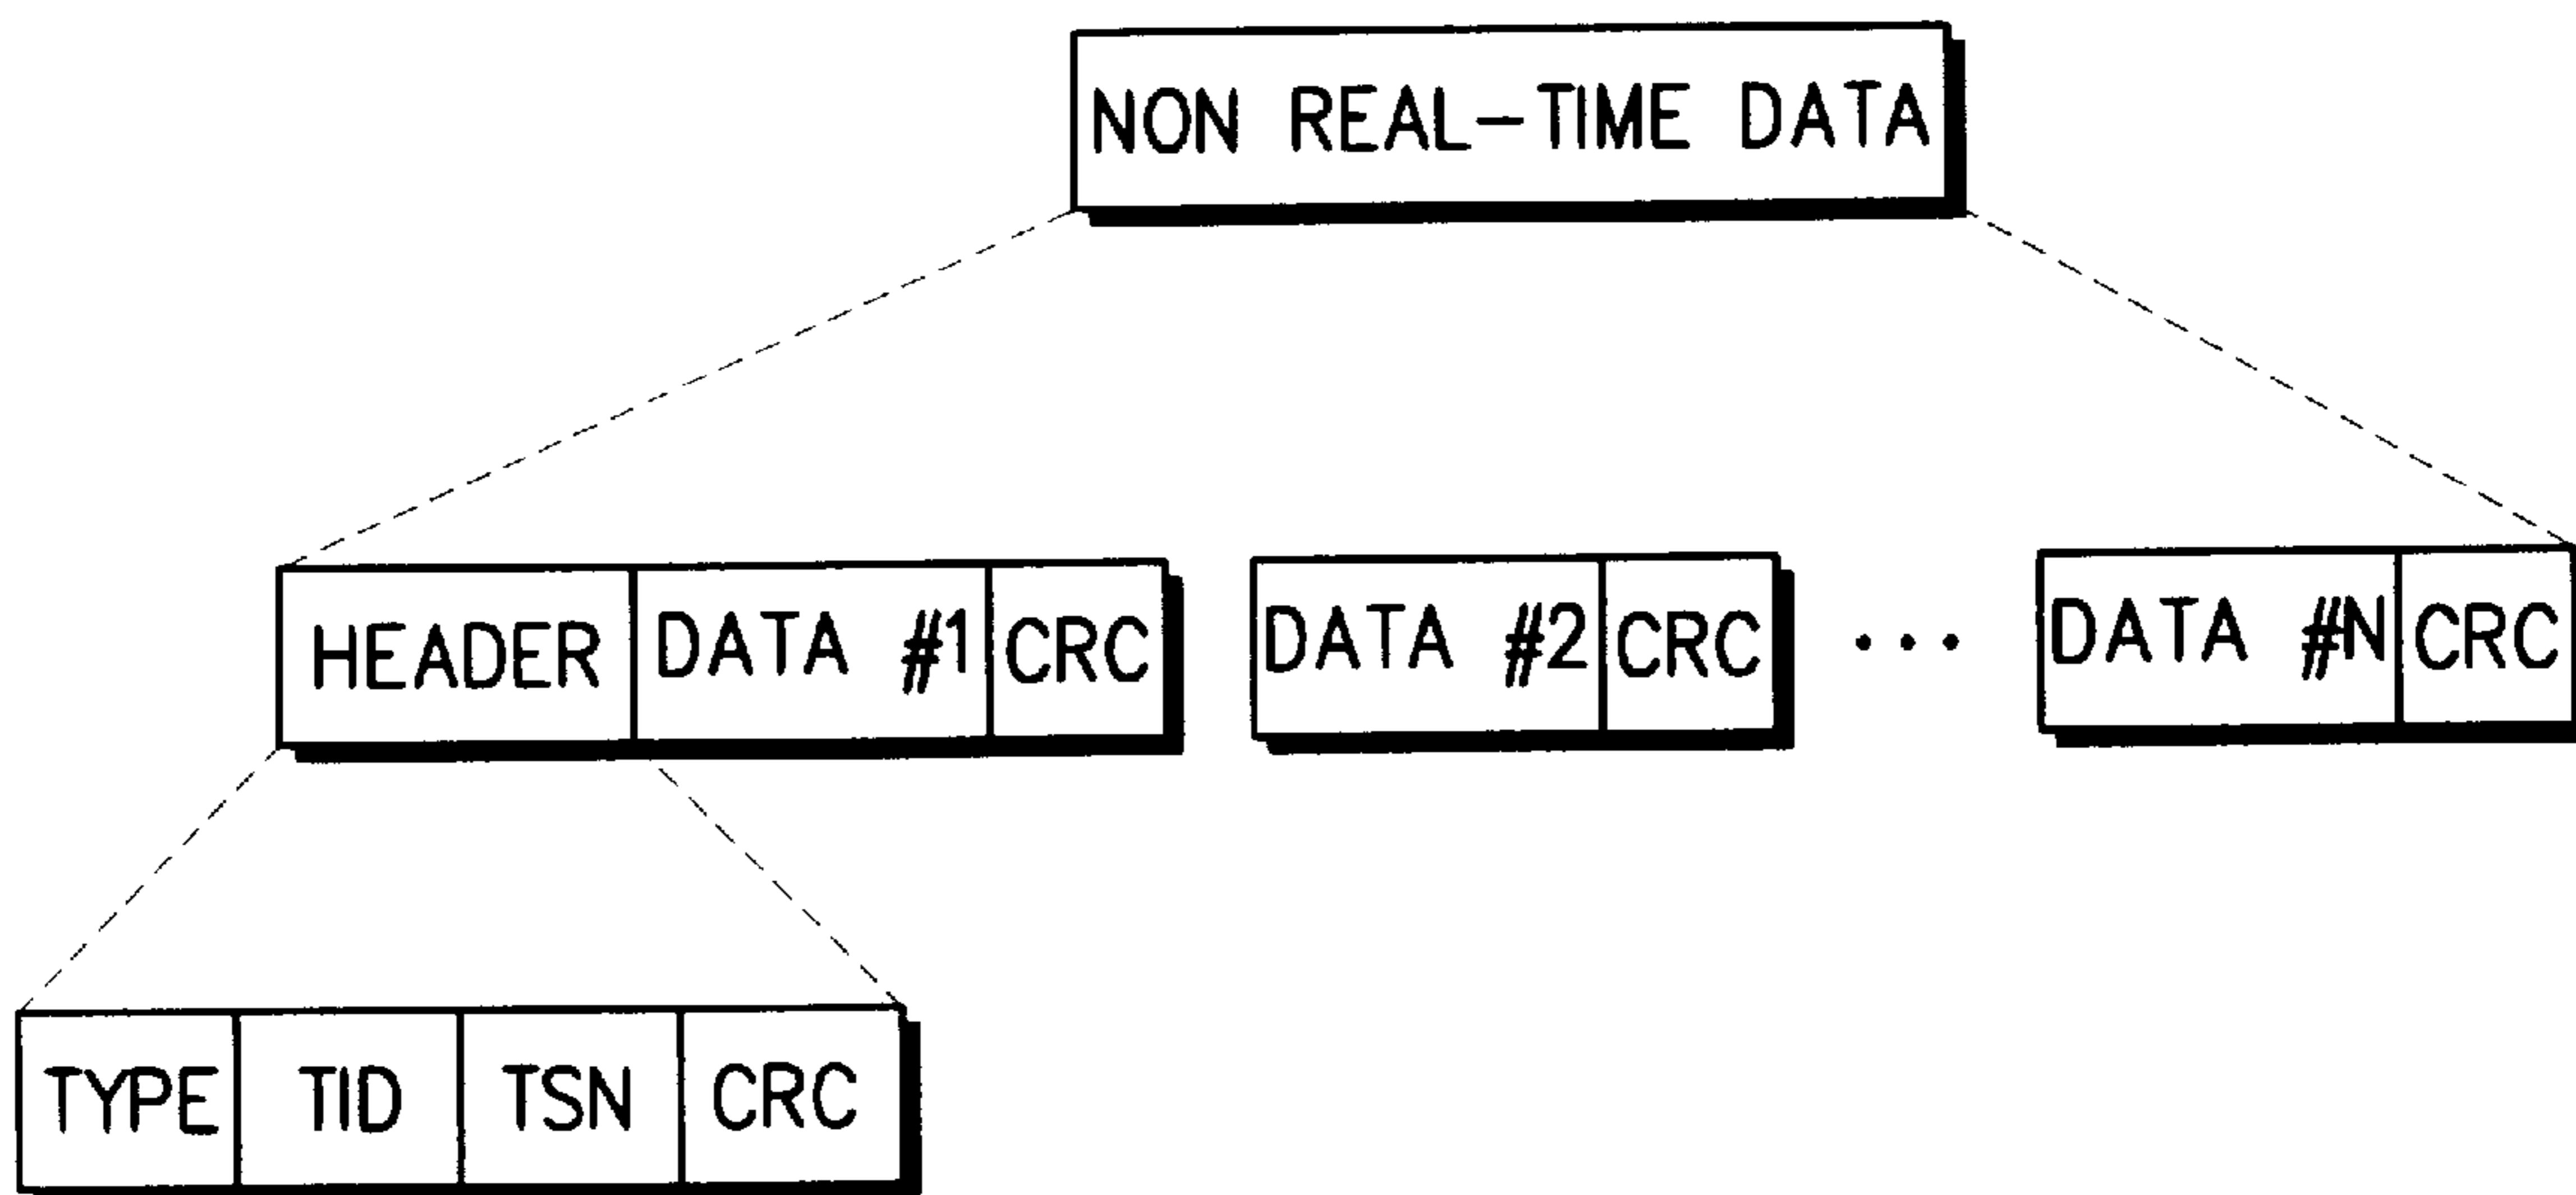 NON REAL-TIME DATA
HEADER DATA #1 CRC DATA #2 CRC ... DATA #N CRC
TYPE TID TSN CRC